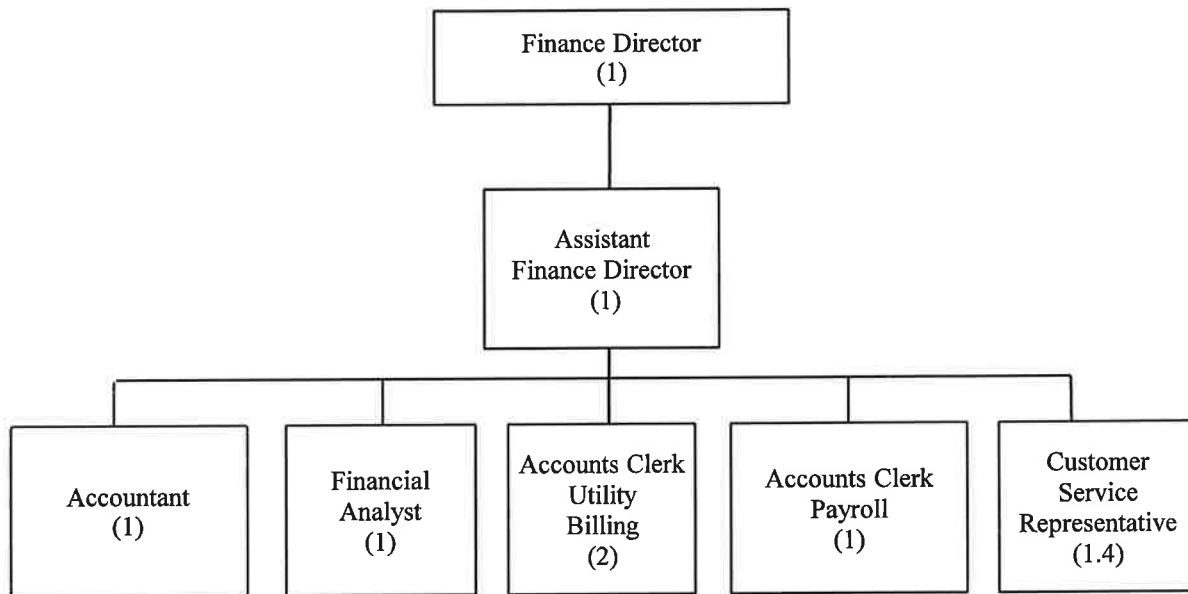 Finance Director
(1)
Assistant
Finance Director
(1)
Accountant
(1)
Financial
Analyst
(1)
Accounts Clerk
Utility
Billing
(2)
Accounts Clerk
Payroll
(1)
Customer
Service
Representative
(1.4)